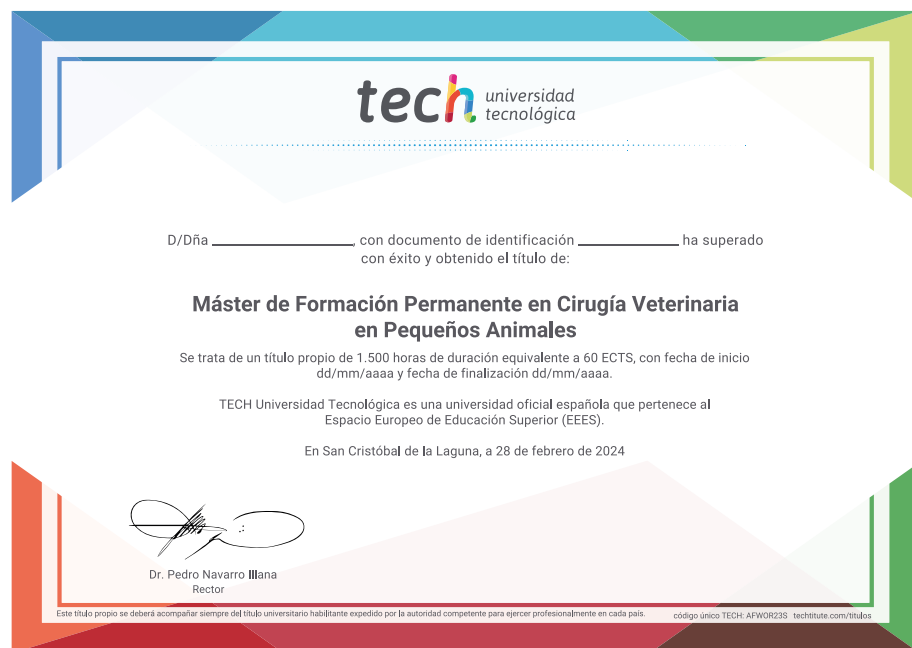 tech universidad
tecnológica
D/Dña ____________________, con documento de identificación ______________ ha superado
con éxito y obtenido el título de:
Máster de Formación Permanente en Cirugía Veterinaria
en Pequeños Animales
Se trata de un título propio de 1.500 horas de duración equivalente a 60 ECTS, con fecha de inicio
dd/mm/aaaa y fecha de finalización dd/mm/aaaa.
TECH Universidad Tecnológica es una universidad oficial española que pertenece al
Espacio Europeo de Educación Superior (EEES).
En San Cristóbal de la Laguna, a 28 de febrero de 2024
Dr. Pedro Navarro Illana
Rector
Este título propio se deberá acompañar siempre del título universitario habilitante expedido por la autoridad competente para ejercer profesionalmente en cada país. código único TECH: AFWOR23S techtitute.com/titulos